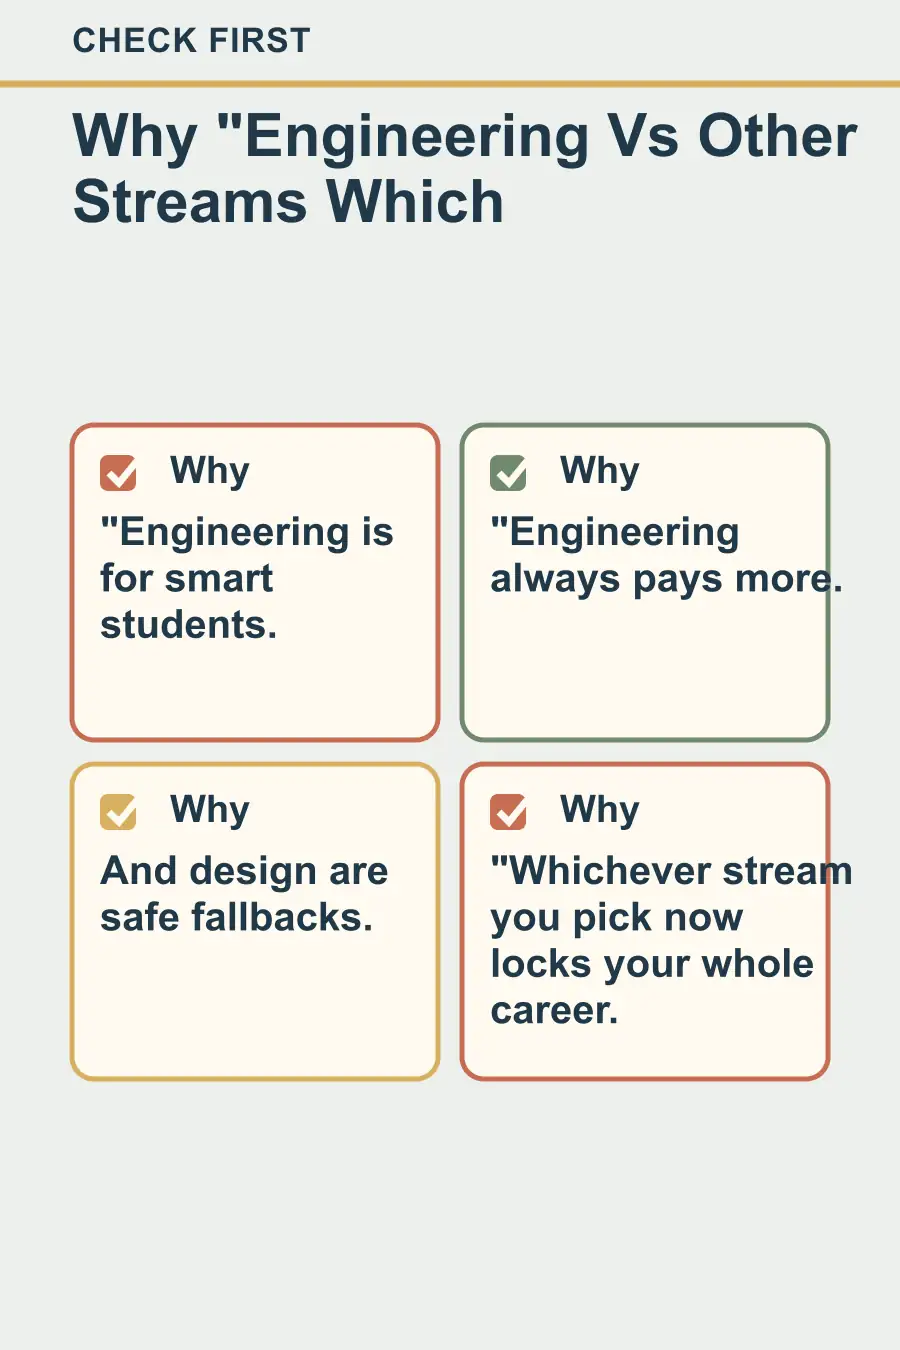 CHECK FIRST
Why "Engineering Vs Other
Streams Which
Why
"Engineering is
for smart
students.
Why
"Engineering
always pays more.
Why
And design are
safe fallbacks.
Why
"Whichever stream
you pick now
locks your whole
career.